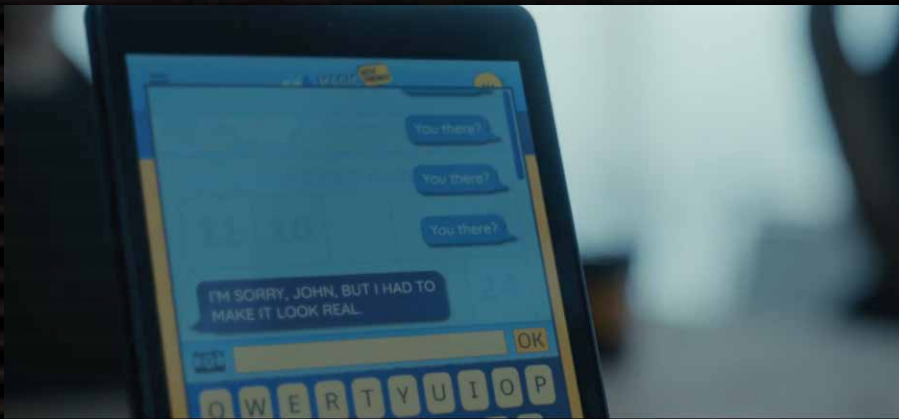 You there?
You there?
You there?
I'M SORRY, JOHN, BUT I HAD TO
MAKE IT LOOK REAL.
OK
Q W E R T Y U I O P